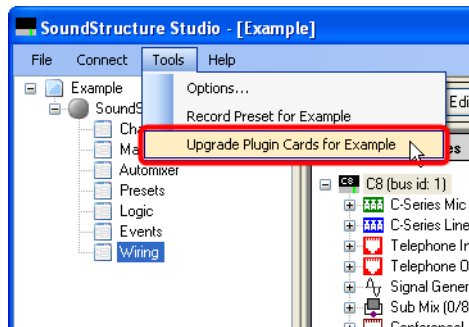 SoundStructure Studio - [Example]
File Connect Tools Help
Example
Options...
Record Preset for Example
Upgrade Plugin Cards for Example
Automixer
Presets
Logic
Events
Wiring
C8
C8 (bus id: 1)
C-Series Mic
C-Series Line
Telephone
Telephone
Signal
Sub Mix (0/8